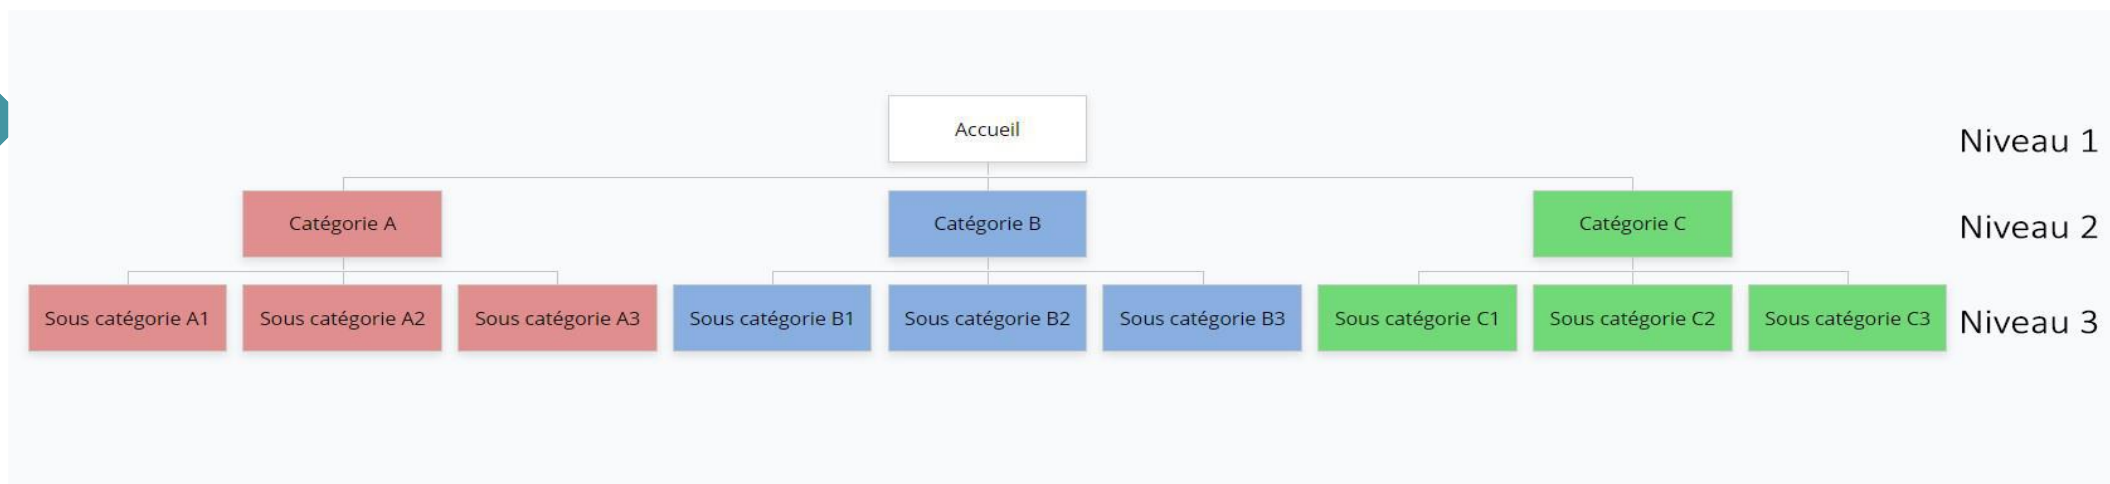 Accueil
Niveau 1
Catégorie A
Catégorie B
Catégorie C
Niveau 2
Sous catégorie A1
Sous catégorie A2
Sous catégorie A3
Sous catégorie B1
Sous catégorie B2
Sous catégorie B3
Sous catégorie C1
Sous catégorie C2
Sous catégorie C3
Niveau 3